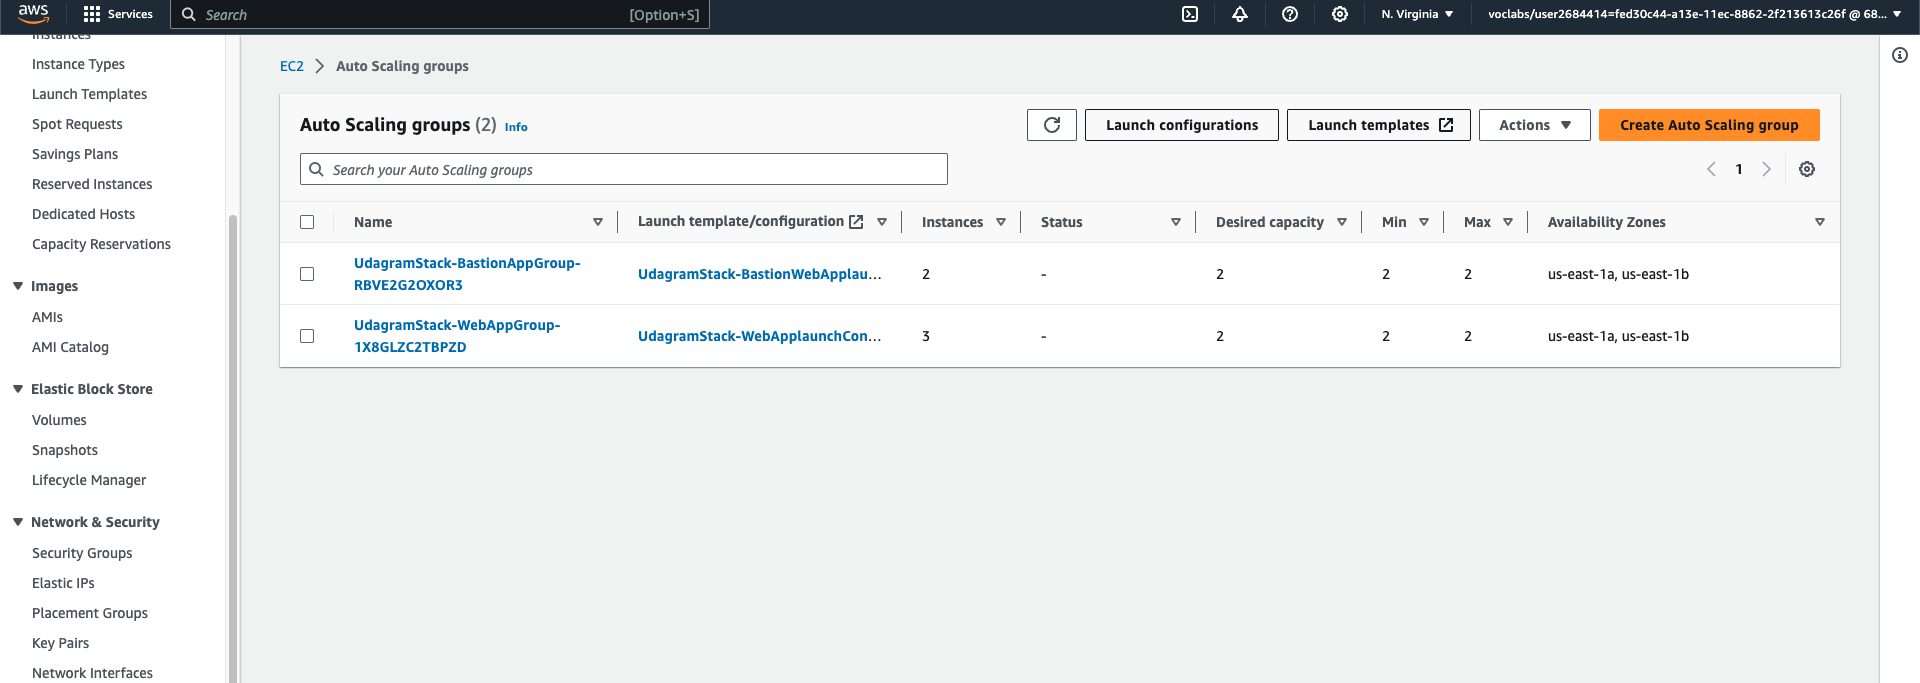 aws
Services
Search
[Option+S]
N. Virginia
voclabs/user2684414=fed30c44-a13e-11ec-8862-2f213613c26f @ 68...
Instances
Instance Types
Launch Templates
Spot Requests
Savings Plans
Reserved Instances
Dedicated Hosts
Capacity Reservations
Images
AMIs
AMI Catalog
Elastic Block Store
Volumes
Snapshots
Lifecycle Manager
Network & Security
Security Groups
Elastic IPs
Placement Groups
Key Pairs
Network Interfaces
EC2 Auto Scaling groups
Auto Scaling groups (2) Info
Launch configurations
Launch templates
Actions
Create Auto Scaling group
Search your Auto Scaling groups
1
Name Launch template/configuration Instances Status Desired capacity Min Max Availability Zones
UdagramStack-BastionAppGroup-
RBVE2G2OXOR3
UdagramStack-BastionWebApplau... 2 - 2 2 2 us-east-1a, us-east-1b
UdagramStack-WebAppGroup-
1X8GLZC2TBPZD
UdagramStack-WebApplaunchCon... 3 - 2 2 2 us-east-1a, us-east-1b